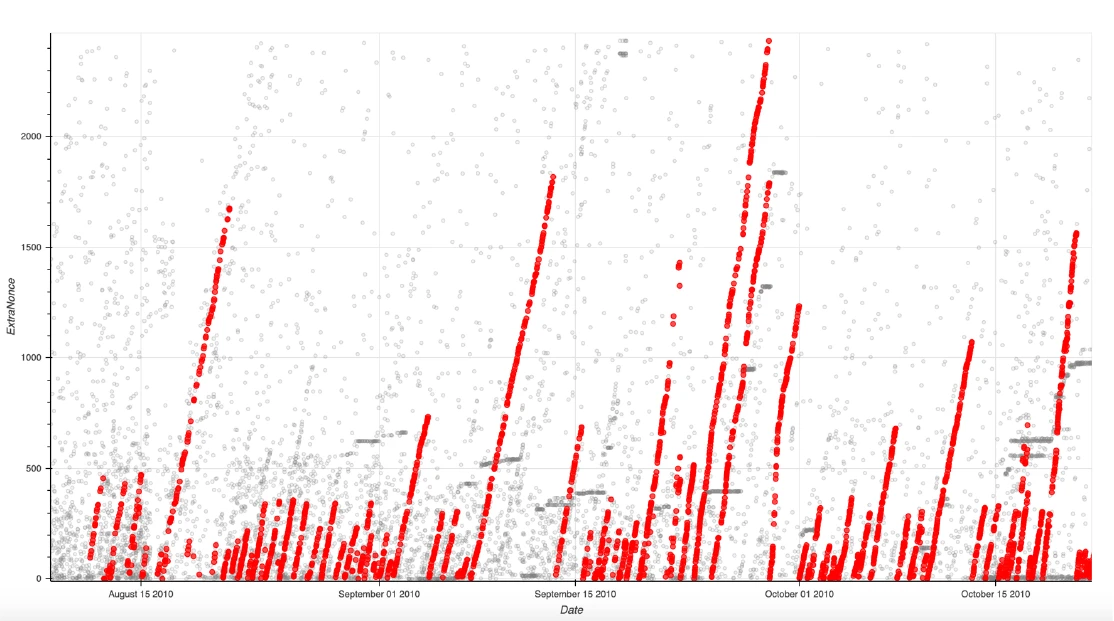 2000
1500
1000
500
0
ExtraNonce
August 15 2010
September 01 2010
September 15 2010
October 01 2010
October 15 2010
Date